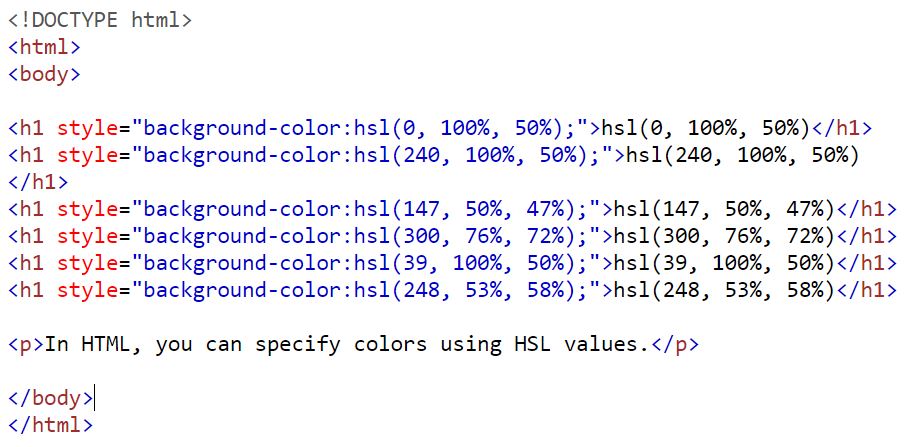 <!DOCTYPE html>
<html>
<body>
<h1 style="background-color:hsl(0, 100%, 50%);">hsl(0, 100%, 50%)</h1>
<h1 style="background-color:hsl(240, 100%, 50%);">hsl(240, 100%, 50%)
</h1>
<h1 style="background-color:hsl(147, 50%, 47%);">hsl(147, 50%, 47%)</h1>
<h1 style="background-color:hsl(300, 76%, 72%);">hsl(300, 76%, 72%)</h1>
<h1 style="background-color:hsl(39, 100%, 50%);">hsl(39, 100%, 50%)</h1>
<h1 style="background-color:hsl(248, 53%, 58%);">hsl(248, 53%, 58%)</h1>
<p>In HTML, you can specify colors using HSL values.</p>
</body>
</html>